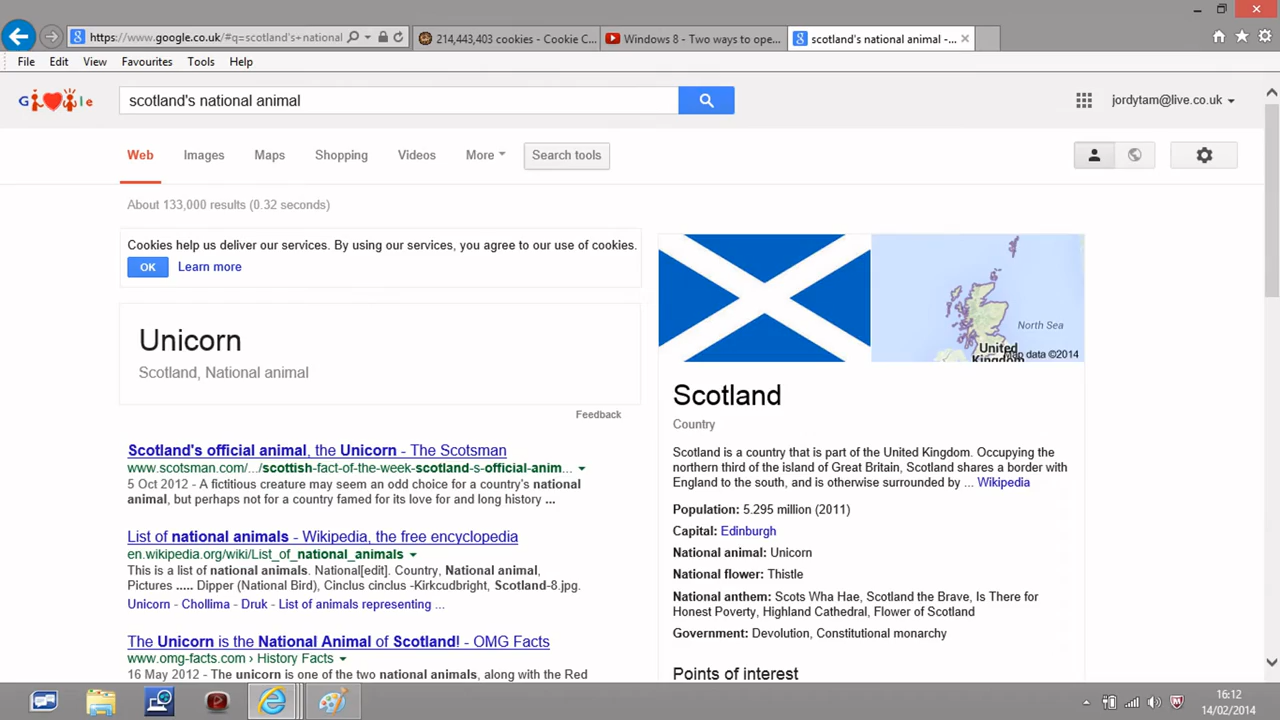 https://www.google.co.uk/#q=scotland's+national
214,443,403 cookies - Cookie C...
Windows 8 - Two ways to ope...
scotland's national animal -...
File Edit View Favourites Tools Help
Google
scotland's national animal
jordytam@live.co.uk
Web Images Maps Shopping Videos More Search tools
About 133,000 results (0.32 seconds)
Cookies help us deliver our services. By using our services, you agree to our use of cookies.
OK Learn more
Unicorn
Scotland, National animal
Feedback
Scotland's official animal, the Unicorn - The Scotsman
www.scotsman.com/.../scottish-fact-of-the-week-scotland-s-official-anim...
5 Oct 2012 - A fictitious creature may seem an odd choice for a country's national
animal, but perhaps not for a country famed for its love for and long history ...
List of national animals - Wikipedia, the free encyclopedia
en.wikipedia.org/wiki/List_of_national_animals
This is a list of national animals. National[edit]. Country, National animal,
Pictures ..... Dipper (National Bird), Cinclus cinclus -Kirkcudbright, Scotland-8.jpg.
Unicorn - Chollima - Druk - List of animals representing ...
The Unicorn is the National Animal of Scotland! - OMG Facts
www.omg-facts.com › History Facts
16 May 2012 - The unicorn is one of the two national animals, along with the Red
North Sea
United
Kingdom
Map data ©2014
Scotland
Country
Scotland is a country that is part of the United Kingdom. Occupying the
northern third of the island of Great Britain, Scotland shares a border with
England to the south, and is otherwise surrounded by ... Wikipedia
Population: 5.295 million (2011)
Capital: Edinburgh
National animal: Unicorn
National flower: Thistle
National anthem: Scots Wha Hae, Scotland the Brave, Is There for
Honest Poverty, Highland Cathedral, Flower of Scotland
Government: Devolution, Constitutional monarchy
Points of interest
16:12
14/02/2014